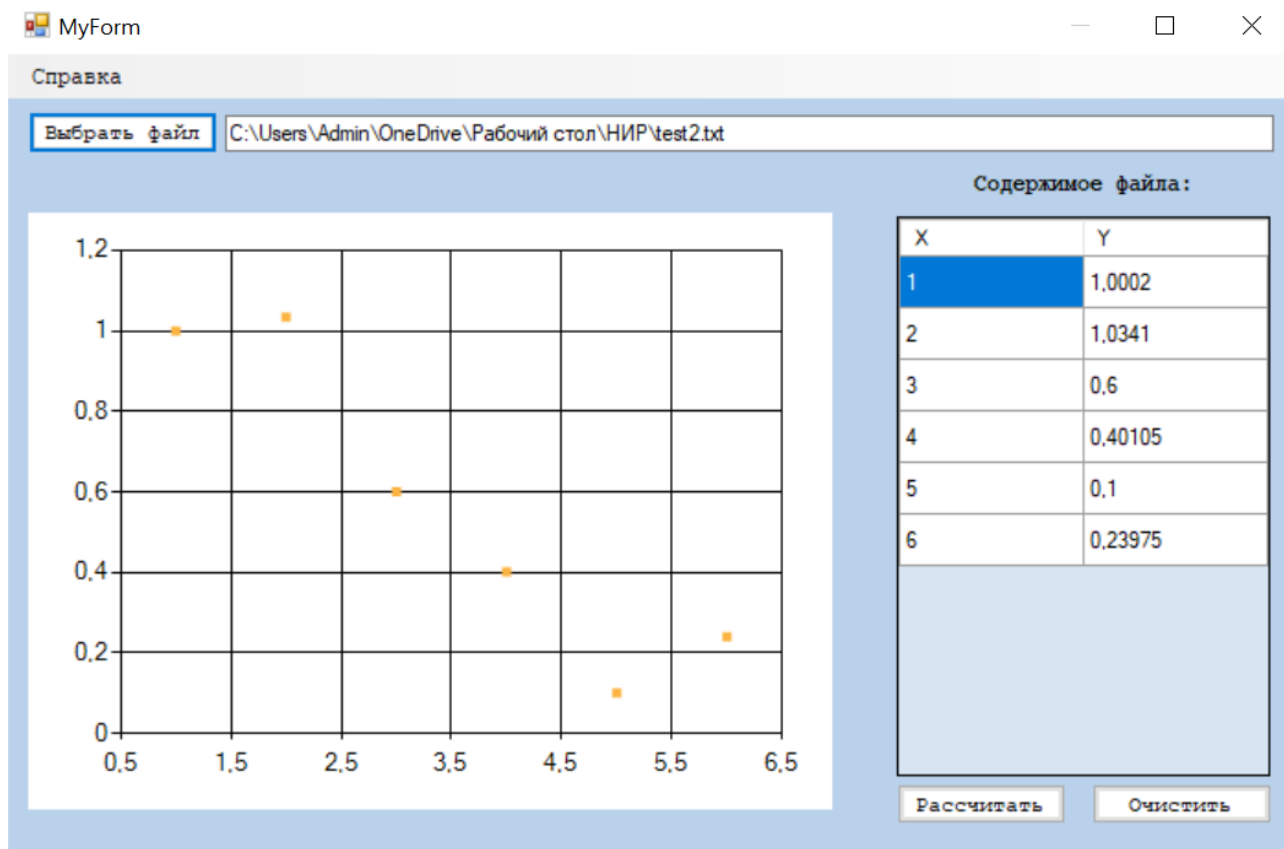 MyForm
Справка
Выбрать файл C:\Users\Admin\OneDrive\Рабочий стол\НИР\test2.txt
Содержимое файла:
1,2
1
0,8
0,6
0,4
0,2
0
0,5 1,5 2,5 3,5 4,5 5,5 6,5
X Y
1 1,0002
2 1,0341
3 0,6
4 0,40105
5 0,1
6 0,23975
Рассчитать Очистить